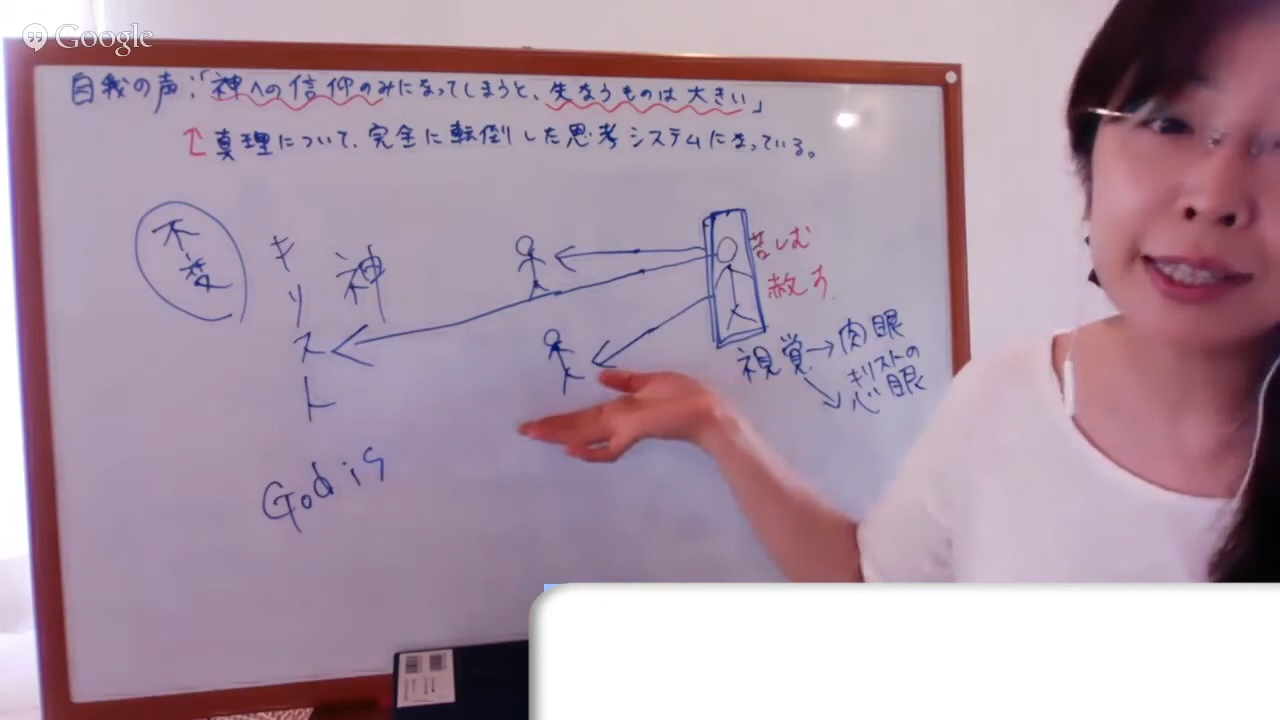 Google
自我の声:「神への信仰のみになってしまうと、失なうものは大きい」
↑真理について、完全に転倒した思考システムになっている。
不変
キリスト
神
苦しむ
赦す
視覚→肉眼
キリストの
心眼
God is